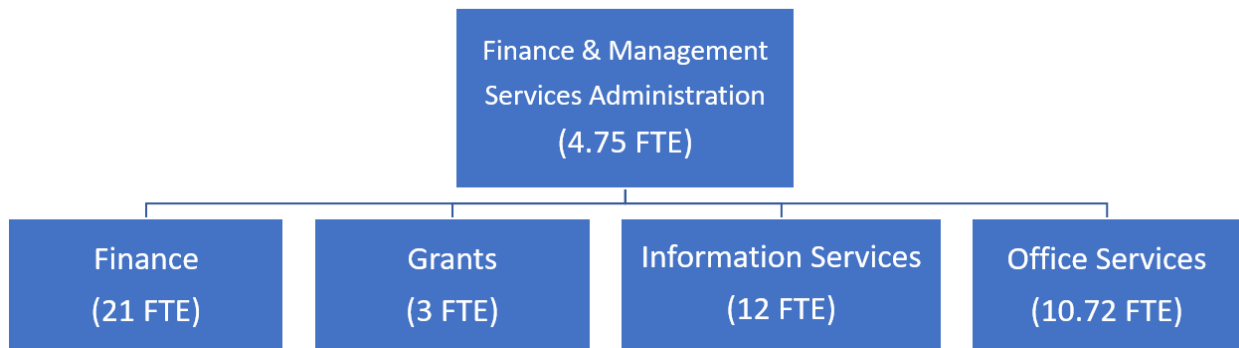 Finance & Management
Services Administration
(4.75 FTE)
Finance
(21 FTE)
Grants
(3 FTE)
Information Services
(12 FTE)
Office Services
(10.72 FTE)